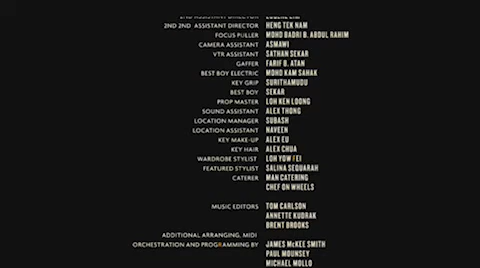 2ND 2ND ASSISTANT DIRECTOR HENG TEK NAM
FOCUS PULLER MOHD BADRI B. ABDUL RAHIM
CAMERA ASSISTANT ASMAWI
VTR ASSISTANT SATHAN SEKAR
GAFFER FARIF B. ATAN
BEST BOY ELECTRIC MOHD KAM SAHAK
KEY GRIP SURITHAMUDU
BEST BOY SEKAR
PROP MASTER LOH KEN LOONG
SOUND ASSISTANT ALEX THONG
LOCATION MANAGER SUBASH
LOCATION ASSISTANT NAVEEN
KEY MAKE-UP ALEX EU
KEY HAIR ALEX CHUA
WARDROBE STYLIST LOH YOW FEI
FEATURED STYLIST SALINA SEQUARAH
CATERER MAN CATERING
CHEF ON WHEELS
MUSIC EDITORS TOM CARLSON
ANNETTE KUDRAK
BRENT BROOKS
ADDITIONAL ARRANGING, MIDI
ORCHESTRATION AND PROGRAMMING BY JAMES McKEE SMITH
PAUL MOUNSEY
MICHAEL MOLLO